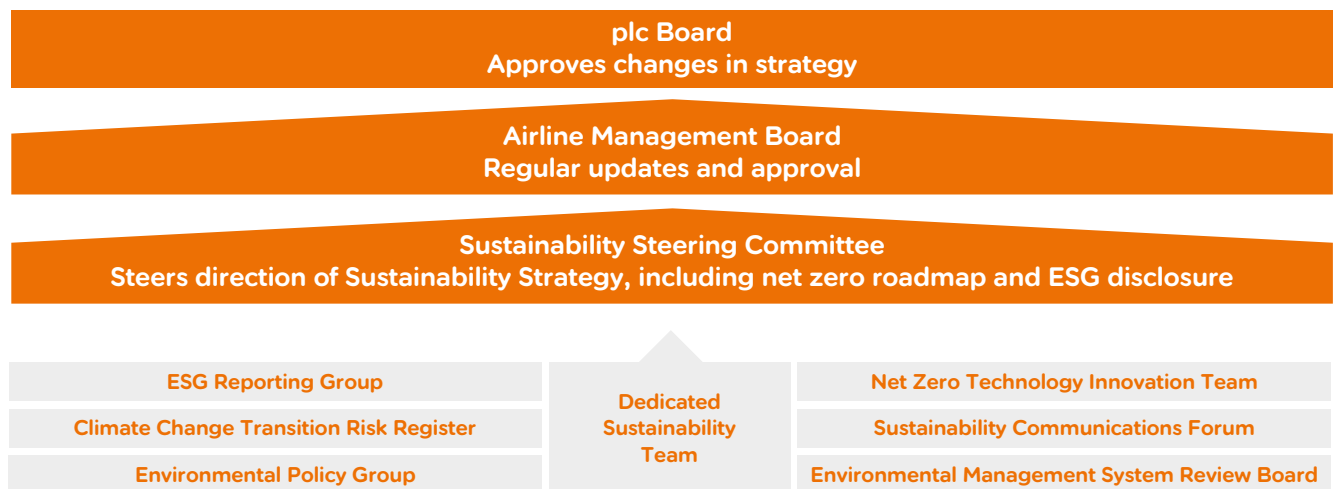 plc Board
Approves changes in strategy
Airline Management Board
Regular updates and approval
Sustainability Steering Committee
Steers direction of Sustainability Strategy, including net zero roadmap and ESG disclosure
ESG Reporting Group
Climate Change Transition Risk Register
Environmental Policy Group
Dedicated
Sustainability
Team
Net Zero Technology Innovation Team
Sustainability Communications Forum
Environmental Management System Review Board